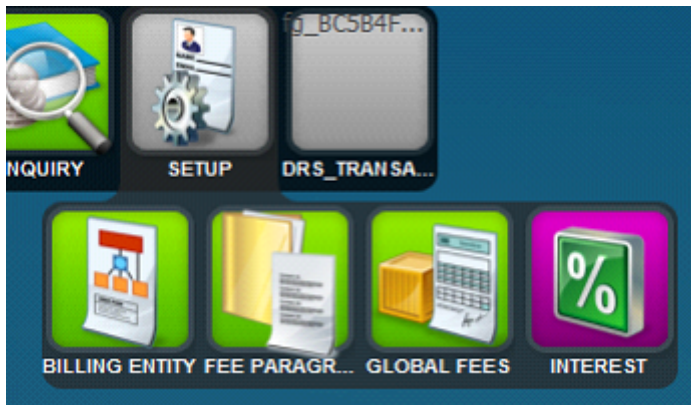 fg_BC5B4F...
NQUIRY
SETUP
DRS_TRANSA...
%
BILLING ENTITY
FEE PARAGR...
GLOBAL FEES
INTEREST